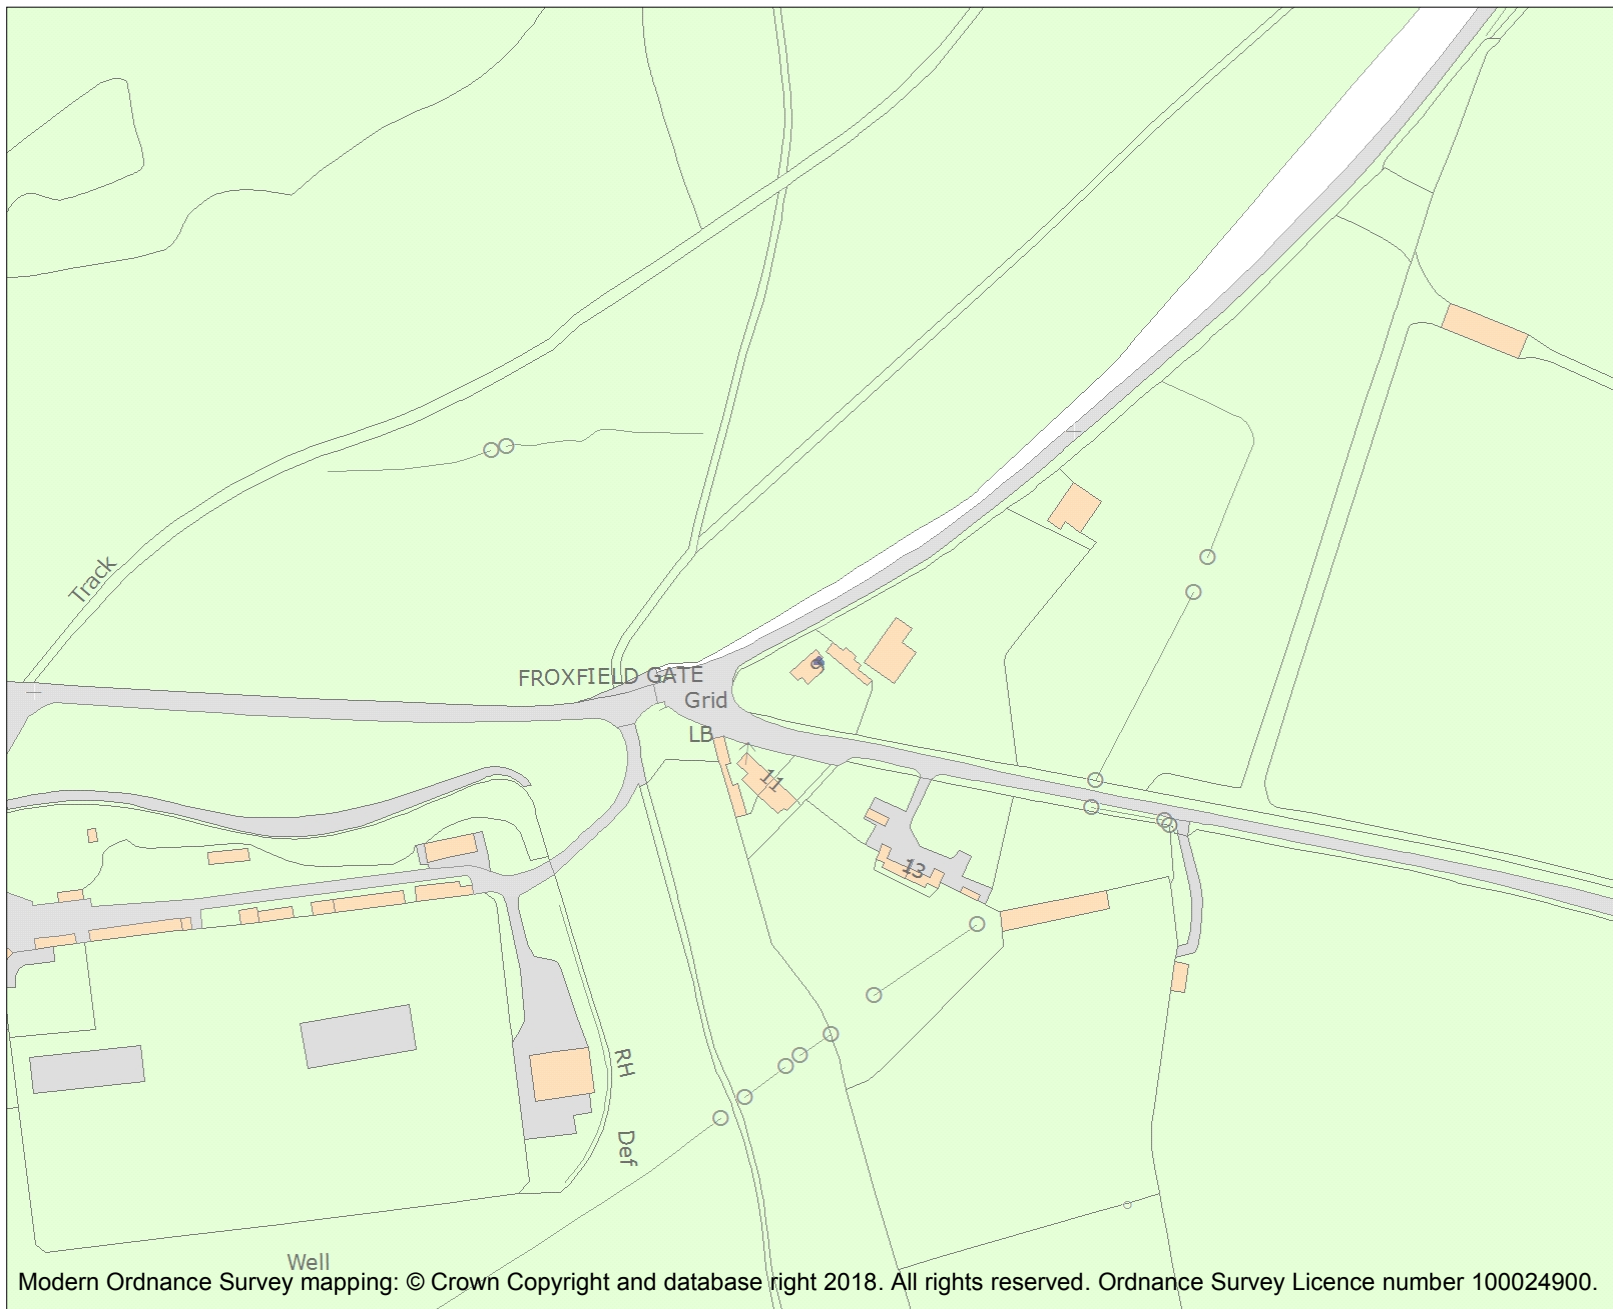 Track
FROXFIELD GATE
9
Grid
LB
11
13
RH
Def
Well
Modern Ordnance Survey mapping: © Crown Copyright and database right 2018. All rights reserved. Ordnance Survey Licence number 100024900.